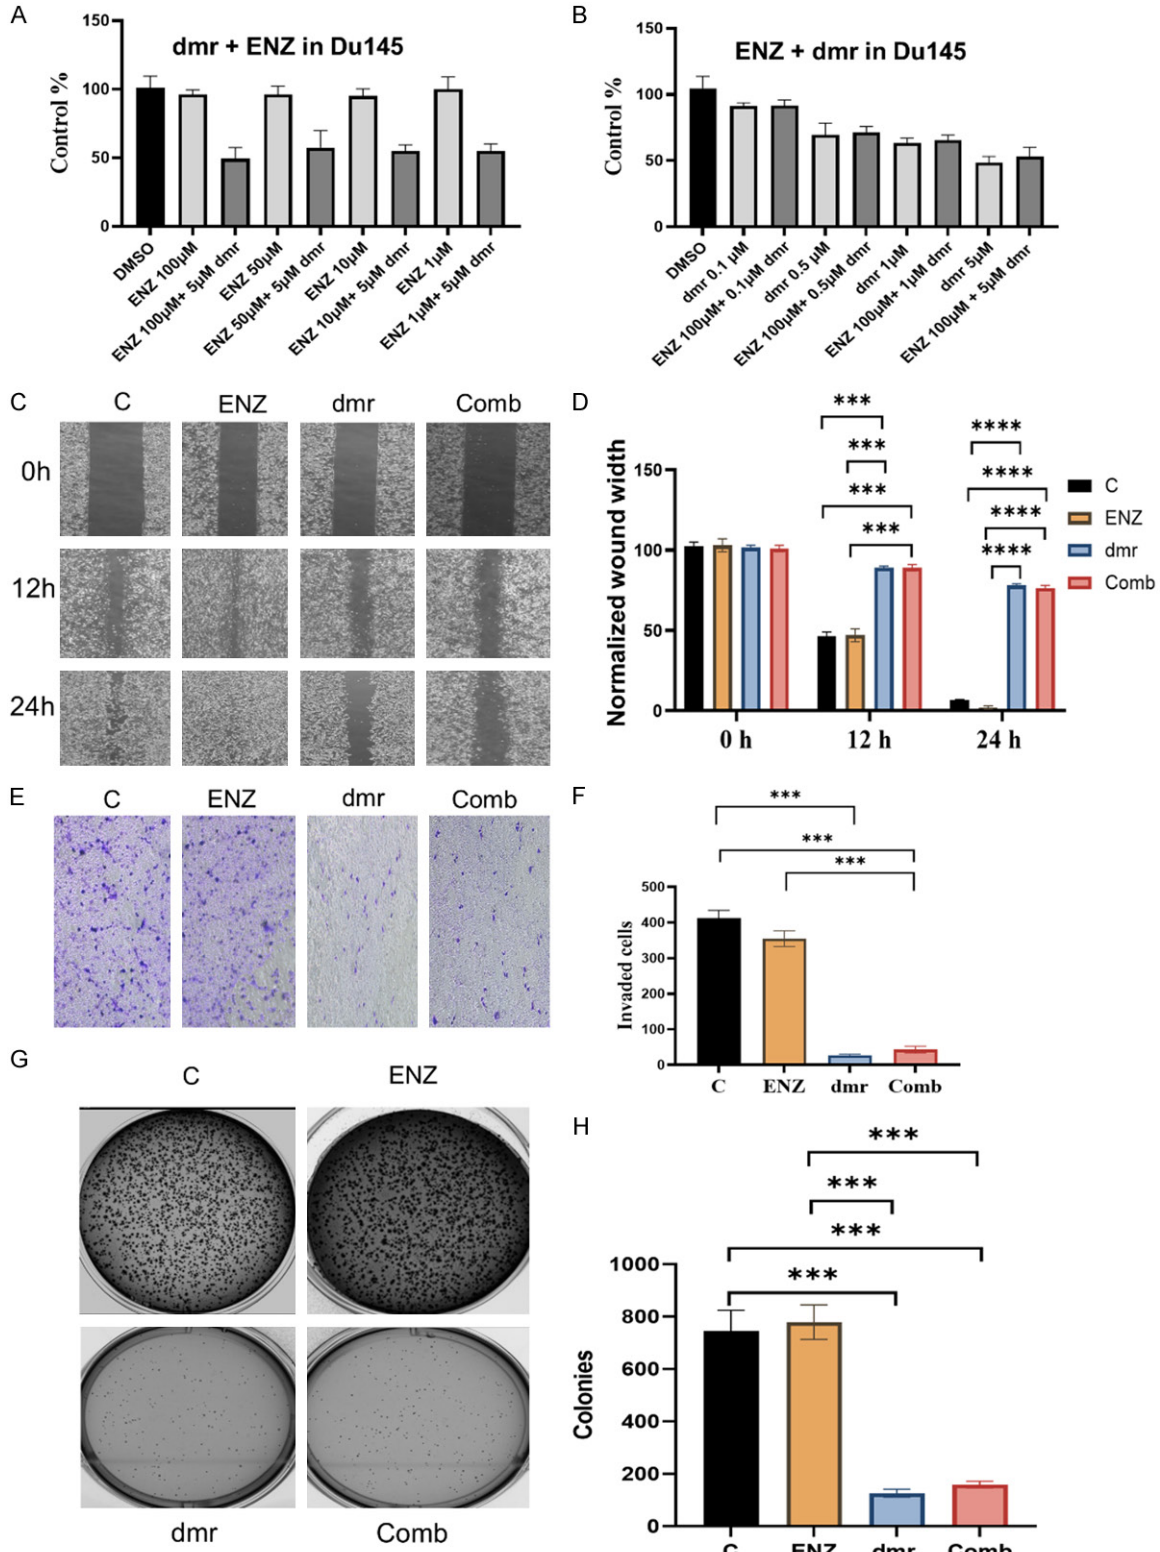 A
dmr + ENZ in Du145
Control %
150
100
50
0
DMSO
ENZ 100µM
ENZ 100µM+ 5µM dmr
ENZ 50µM
ENZ 50µM+ 5µM dmr
ENZ 10µM
ENZ 10µM+ 5µM dmr
ENZ 1µM
ENZ 1µM+ 5µM dmr
B
ENZ + dmr in Du145
Control %
150
100
50
0
DMSO
dmr 0.1 µM
ENZ 100µM+ 0.1µM dmr
dmr 0.5 µM
ENZ 100µM+ 0.5µM dmr
dmr 1µM
ENZ 100µM+ 1µM dmr
dmr 5µM
ENZ 100µM + 5µM dmr
C
C ENZ dmr Comb
0h
12h
24h
D
Normalized wound width
150
100
50
0
*** 
***
***
***
****
****
****
****
0 h 12 h 24 h
C
ENZ
dmr
Comb
E
C ENZ dmr Comb
F
***
***
***
Invaded cells
500
400
300
200
100
0
C ENZ dmr Comb
G
C ENZ
dmr Comb
H
***
***
***
***
Colonies
1000
800
600
400
200
0
C ENZ dmr Comb